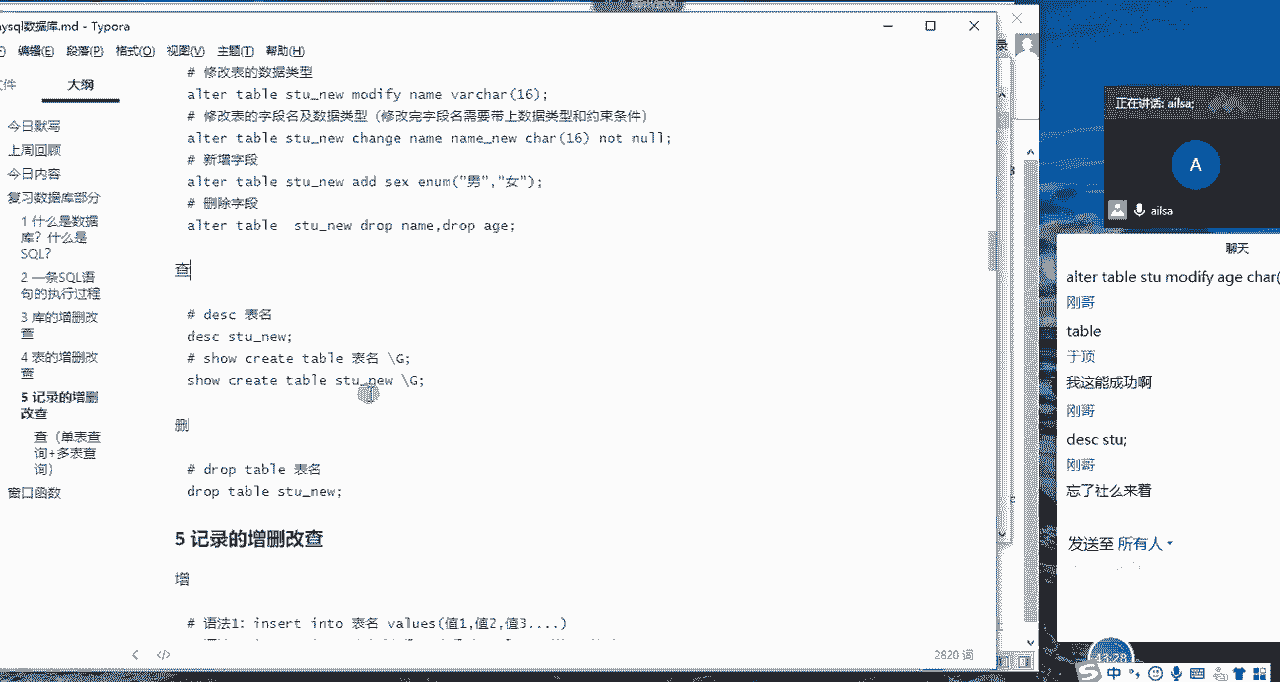 ysql数据库.md - Typora
编辑(E) 段落(P) 格式(O) 视图(V) 主题(T) 帮助(H)
大纲
今日默写
上周回顾
今日内容
复习数据库部分
1 什么是数据
库？什么是
SQL?
2 一条SQL语
句的执行过程
3 库的增删改
查
4 表的增删改
查
5 记录的增删
改查
查（单表查
询+多表查
询）
窗口函数
# 修改表的数据类型
alter table stu_new modify name varchar(16);
# 修改表的字段名及数据类型（修改完字段名需要带上数据类型和约束条件）
alter table stu_new change name name_new char(16) not null;
# 新增字段
alter table stu_new add sex enum("男","女");
# 删除字段
alter table  stu_new drop name,drop age;
查
# desc 表名
desc stu_new;
# show create table 表名 \G;
show create table stu_new \G;
删
# drop table 表名
drop table stu_new;
5 记录的增删改查
增
# 语法1: insert into 表名 values(值1,值2,值3....)
2820 词
正在讲话: ailsa;
A
ailsa
聊天
alter table stu modify age char(
刚哥
table
于顶
我这能成功啊
刚哥
desc stu;
刚哥
忘了社么来着
发送至 所有人
中